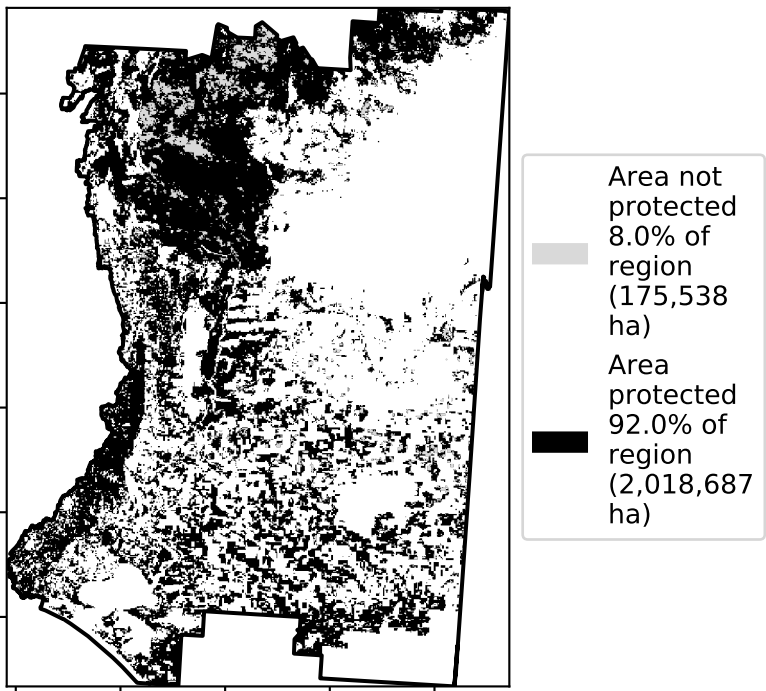 Area not
protected
8.0% of
region
(175,538
ha)
Area
protected
92.0% of
region
(2,018,687
ha)